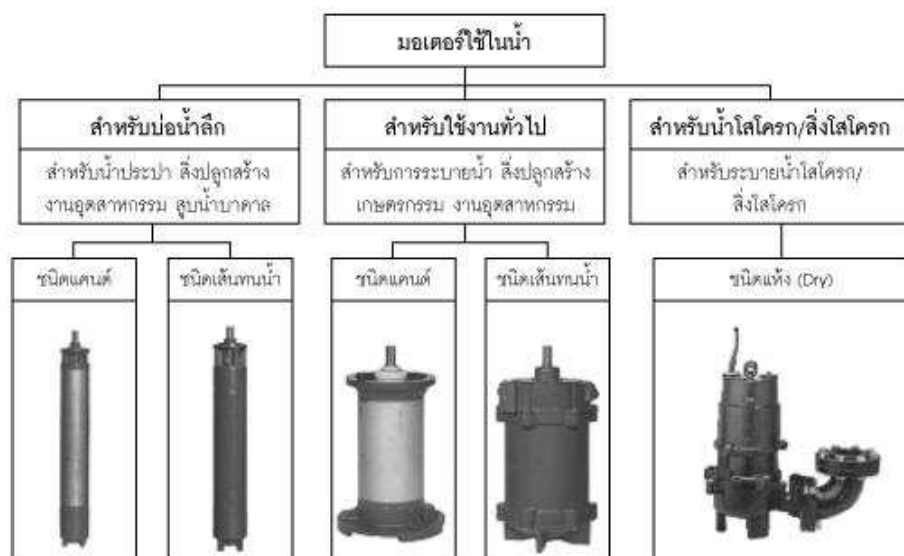 มอเตอร์ใช้ในน้ำ
สำหรับบ่อน้ำลึก
สำหรับน้ำประปา สิ่งปลูกสร้าง
งานอุตสาหกรรม สูบน้ำบาดาล
สำหรับใช้งานทั่วไป
สำหรับการระบายน้ำ สิ่งปลูกสร้าง
เกษตรกรรม งานอุตสาหกรรม
สำหรับน้ำโสโครก/สิ่งโสโครก
สำหรับระบายน้ำโสโครก/
สิ่งโสโครก
ชนิดแคนด์
ชนิดเส้นทนน้ำ
ชนิดแคนด์
ชนิดเส้นทนน้ำ
ชนิดแห้ง (Dry)